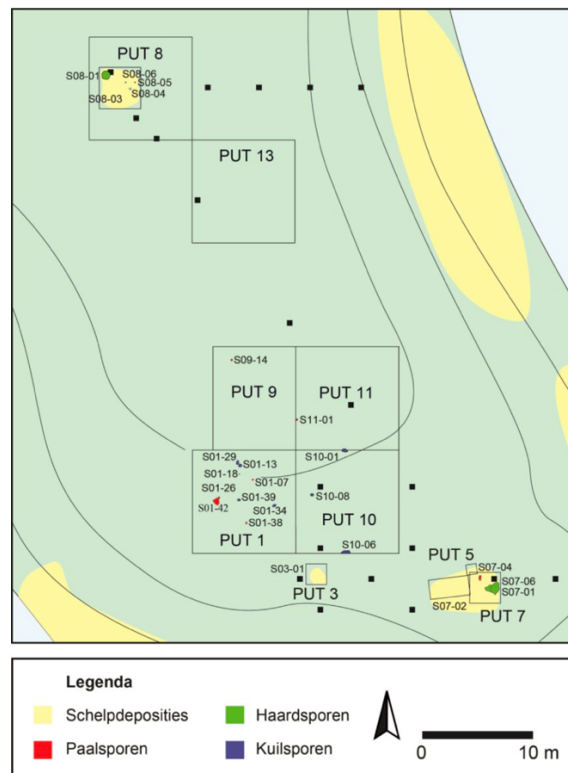 PUT 8
S08-01
S08-06
S08-05
S08-03
S08-04
PUT 13
S09-14
PUT 9
PUT 11
S11-01
S01-29
S01-13
S10-01
S01-18
S01-07
S01-26
S01-39
S10-08
S01-42
S01-34
S01-38
PUT 10
PUT 1
S10-06
S03-01
PUT 3
PUT 5
S07-04
S07-06
S07-01
S07-02
PUT 7
Legenda
Schelpdeposities
Haardsporen
Paalsporen
Kuilsporen
0 10 m